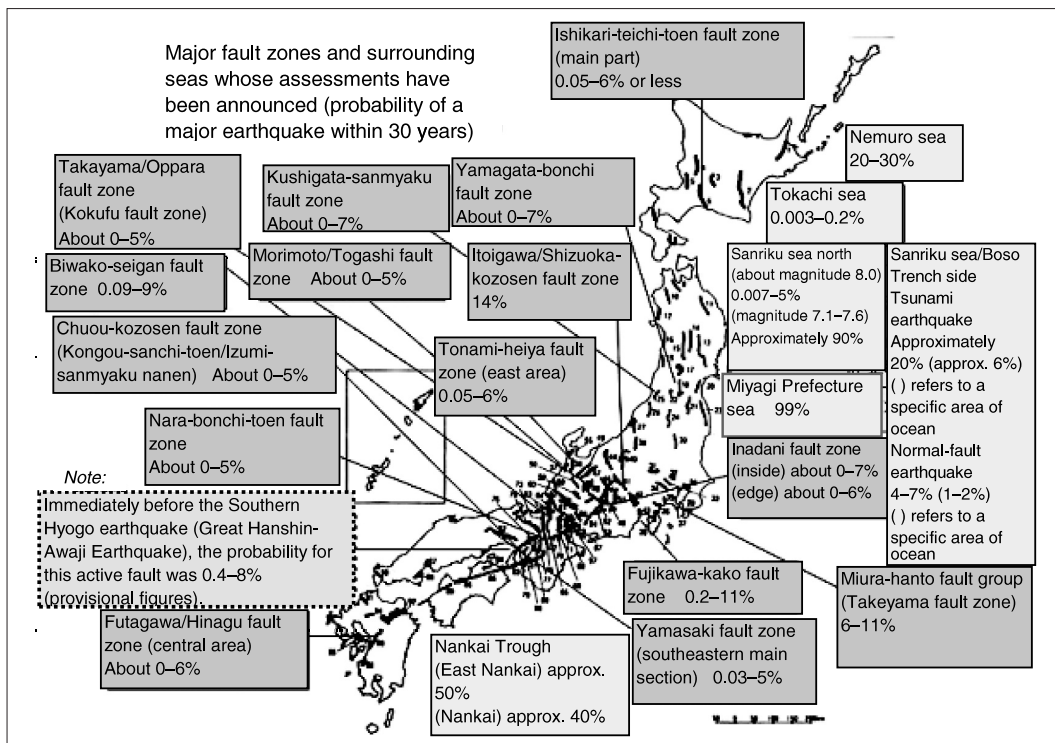 Major fault zones and surrounding
seas whose assessments have
been announced (probability of a
major earthquake within 30 years)
Ishikari-teichi-toen fault zone
(main part)
0.05–6% or less
Nemuro sea
20–30%
Tokachi sea
0.003–0.2%
Takayama/Oppara
fault zone
(Kokufu fault zone)
About 0–5%
Kushigata-sanmyaku
fault zone
About 0–7%
Yamagata-bonchi
fault zone
About 0–7%
Biwako-seigan fault
zone 0.09–9%
Morimoto/Togashi fault
zone About 0–5%
Itoigawa/Shizuoka-
kozosen fault zone
14%
Sanriku sea north
(about magnitude 8.0)
0.007–5%
(magnitude 7.1–7.6)
Approximately 90%
Sanriku sea/Boso
Trench side
Tsunami
earthquake
Approximately
20% (approx. 6%)
( ) refers to a
specific area of
ocean
Normal-fault
earthquake
4–7% (1–2%)
( ) refers to a
specific area of
ocean
Chuou-kozosen fault zone
(Kongou-sanchi-toen/Izumi-
sanmyaku nanen) About 0–5%
Tonami-heiya fault
zone (east area)
0.05–6%
Miyagi Prefecture
sea 99%
Nara-bonchi-toen fault
zone
About 0–5%
Inadani fault zone
(inside) about 0–7%
(edge) about 0–6%
Note:
Immediately before the Southern
Hyogo earthquake (Great Hanshin-
Awaji Earthquake), the probability for
this active fault was 0.4–8%
(provisional figures).
Fujikawa-kako fault
zone 0.2–11%
Miura-hanto fault group
(Takeyama fault zone)
6–11%
Futagawa/Hinagu fault
zone (central area)
About 0–6%
Nankai Trough
(East Nankai) approx.
50%
(Nankai) approx. 40%
Yamasaki fault zone
(southeastern main
section) 0.03–5%